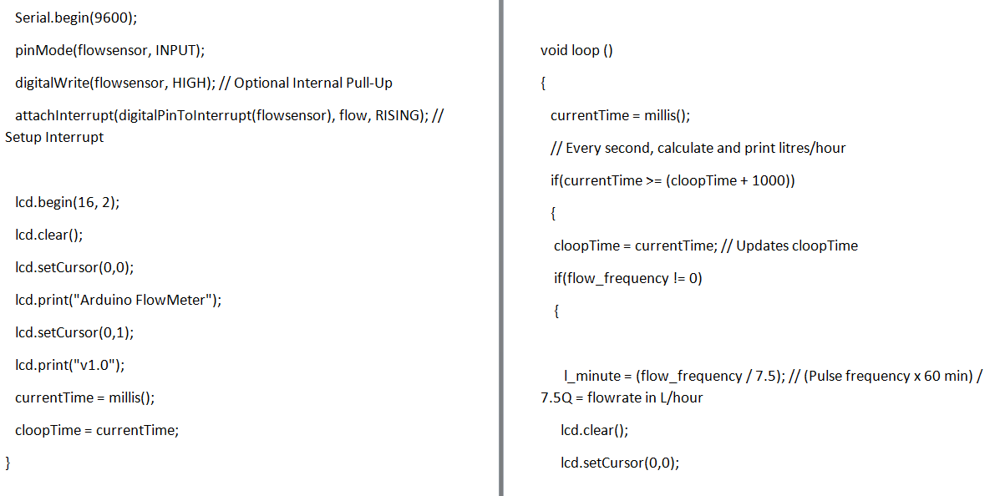 Serial.begin(9600);
pinMode(flowsensor, INPUT);
digitalWrite(flowsensor, HIGH); // Optional Internal Pull-Up
attachInterrupt(digitalPinToInterrupt(flowsensor), flow, RISING); //
Setup Interrupt
lcd.begin(16, 2);
lcd.clear();
lcd.setCursor(0,0);
lcd.print("Arduino FlowMeter");
lcd.setCursor(0,1);
lcd.print("v1.0");
currentTime = millis();
cloopTime = currentTime;
}
void loop ()
{
currentTime = millis();
// Every second, calculate and print litres/hour
if(currentTime >= (cloopTime + 1000))
{
cloopTime = currentTime; // Updates cloopTime
if(flow_frequency != 0)
{
l_minute = (flow_frequency / 7.5); // (Pulse frequency x 60 min) /
7.5Q = flowrate in L/hour
lcd.clear();
lcd.setCursor(0,0);